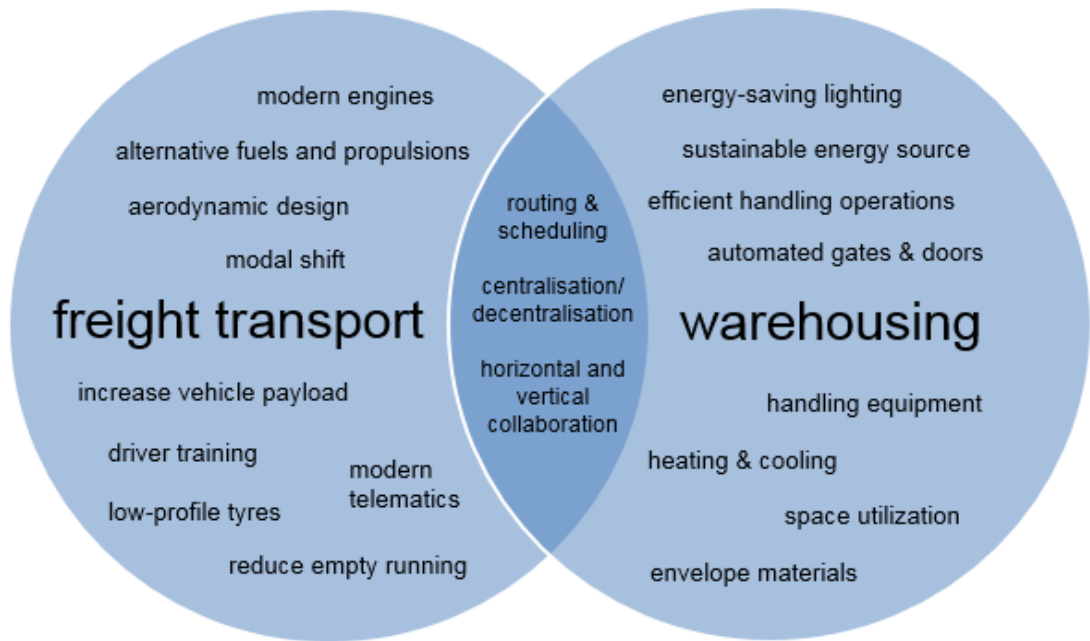 modern engines
alternative fuels and propulsions
aerodynamic design
modal shift
freight transport
increase vehicle payload
driver training
modern
telematics
low-profile tyres
reduce empty running
routing &
scheduling
centralisation/
decentralisation
horizontal and
vertical
collaboration
energy-saving lighting
sustainable energy source
efficient handling operations
automated gates & doors
warehousing
handling equipment
heating & cooling
space utilization
envelope materials